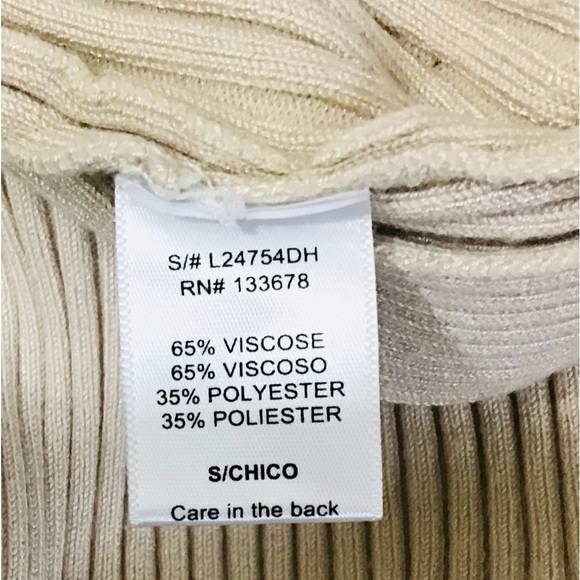 S/# L24754DH
RN# 133678
65% VISCOSE
65% VISCOSO
35% POLYESTER
35% POLIESTER
S/CHICO
Care in the back